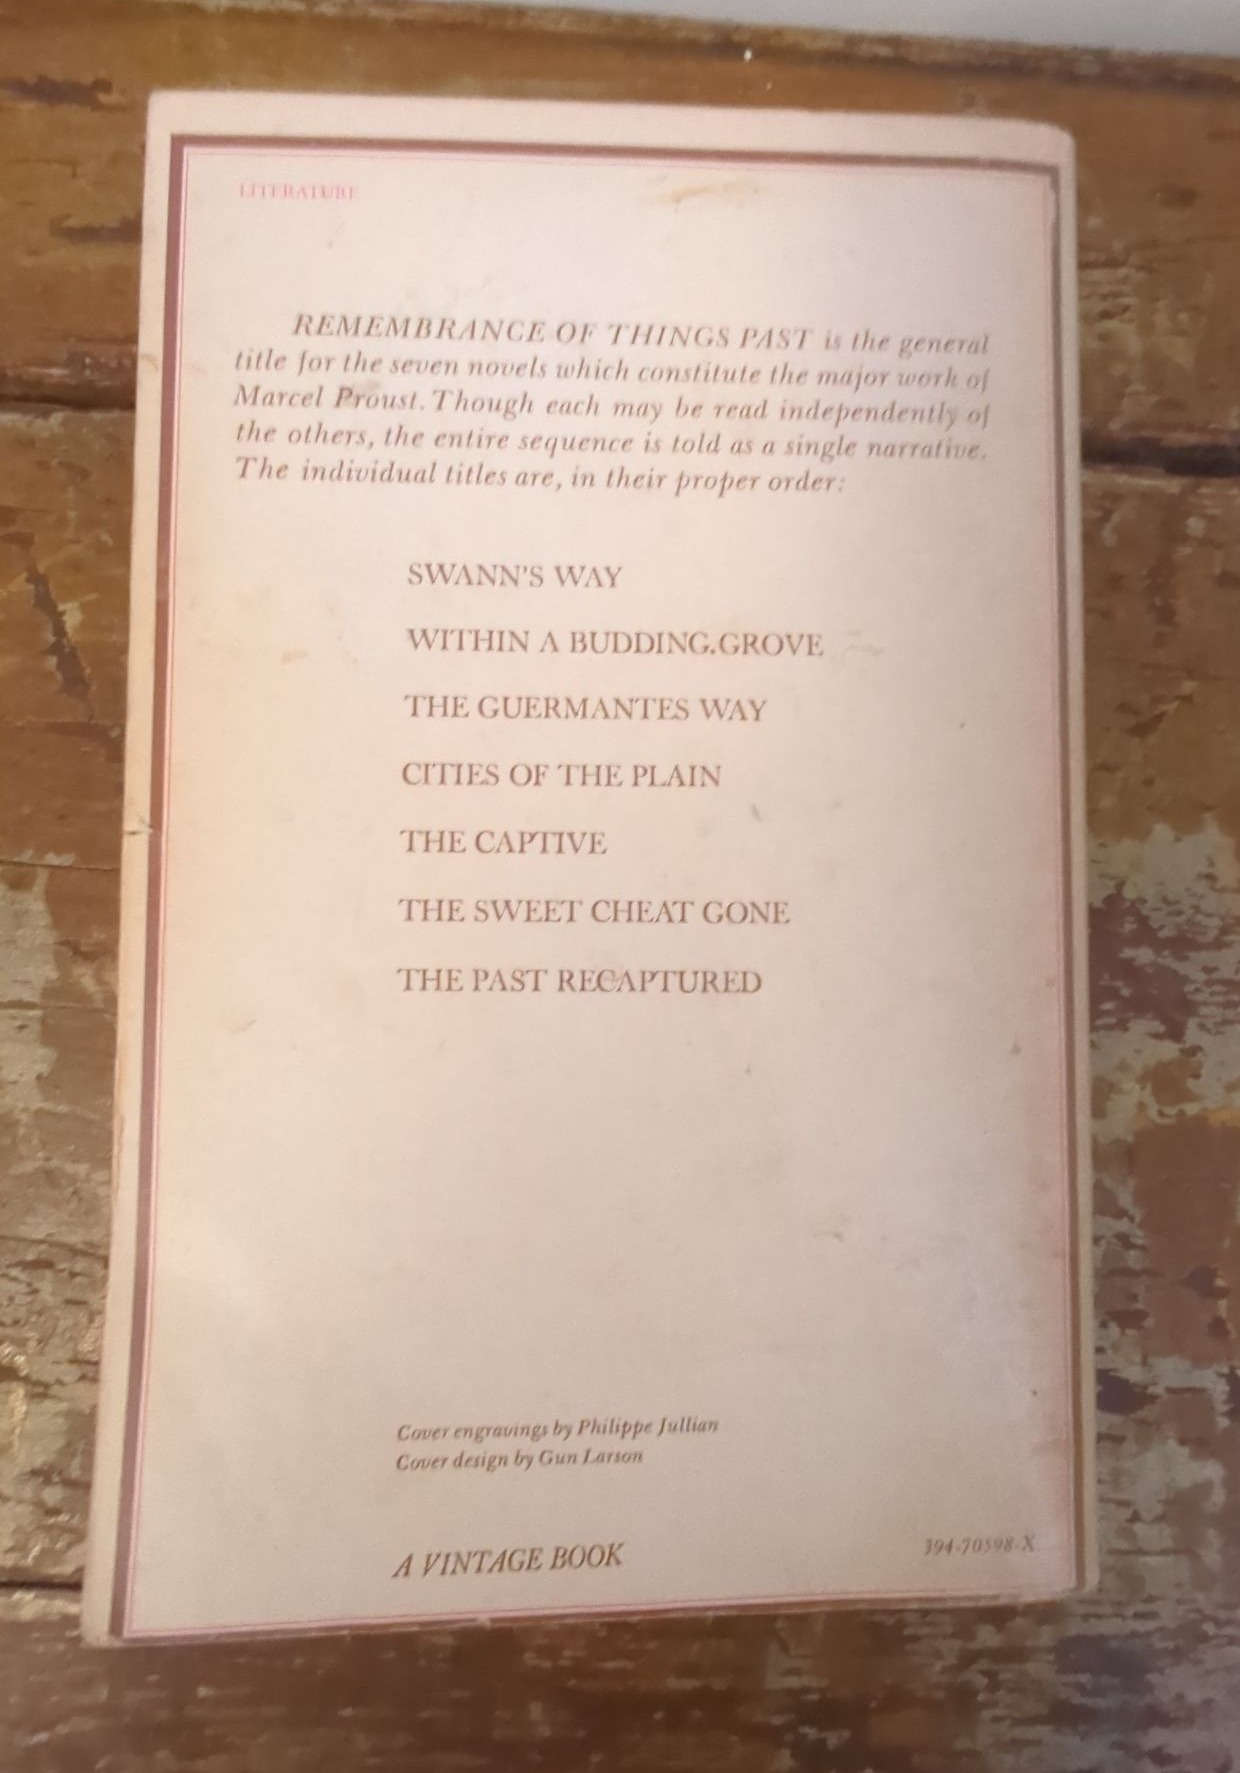 LITERATURE
REMEMBRANCE OF THINGS PAST is the general
title for the seven novels which constitute the major work of
Marcel Proust. Though each may be read independently of
the others, the entire sequence is told as a single narrative.
The individual titles are, in their proper order:
SWANN'S WAY
WITHIN A BUDDING GROVE
THE GUERMANTES WAY
CITIES OF THE PLAIN
THE CAPTIVE
THE SWEET CHEAT GONE
THE PAST RECAPTURED
Cover engravings by Philippe Jullian
Cover design by Gun Larson
A VINTAGE BOOK
394-70598-X